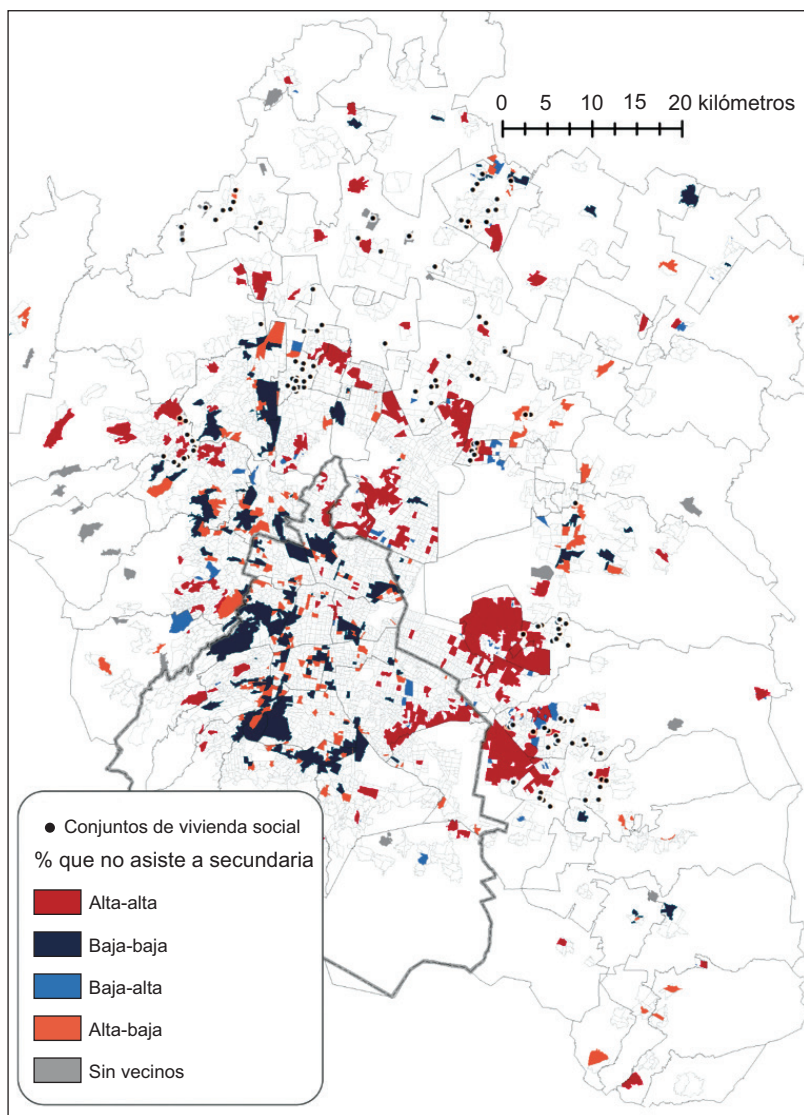 0 5 10 15 20 kilómetros
Conjuntos de vivienda social
% que no asiste a secundaria
Alta-alta
Baja-baja
Baja-alta
Alta-baja
Sin vecinos